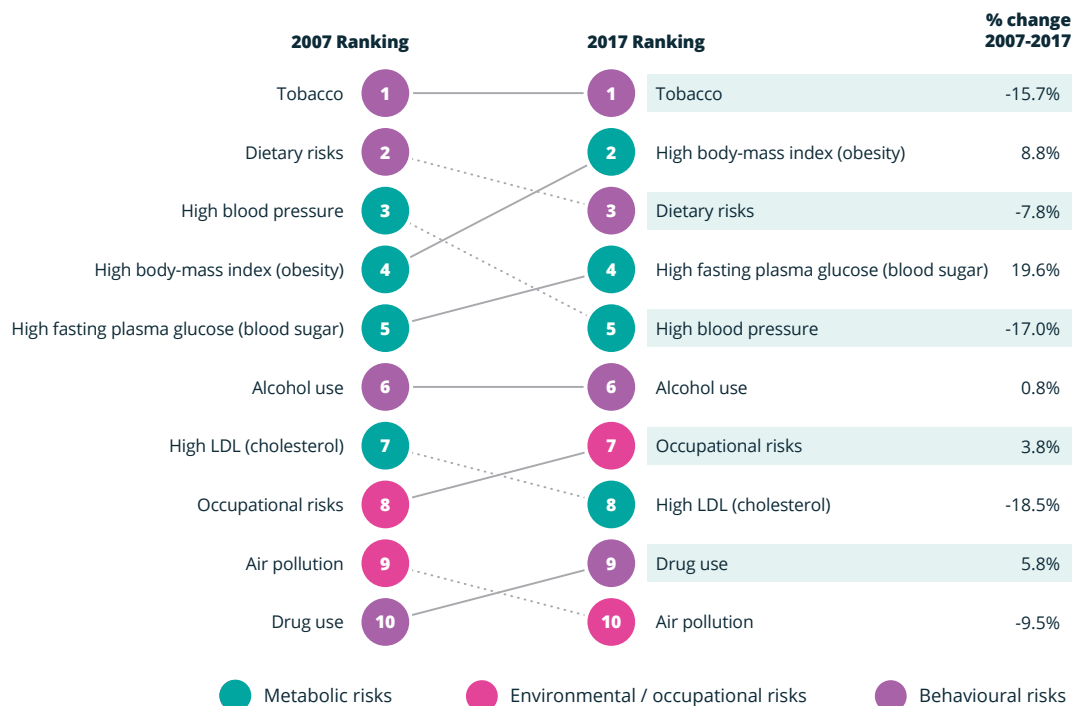 2007 Ranking 2017 Ranking % change 2007-2017
Tobacco 1 1 Tobacco -15.7%
Dietary risks 2 2 High body-mass index (obesity) 8.8%
High blood pressure 3 3 Dietary risks -7.8%
High body-mass index (obesity) 4 4 High fasting plasma glucose (blood sugar) 19.6%
High fasting plasma glucose (blood sugar) 5 5 High blood pressure -17.0%
Alcohol use 6 6 Alcohol use 0.8%
High LDL (cholesterol) 7 7 Occupational risks 3.8%
Occupational risks 8 8 High LDL (cholesterol) -18.5%
Air pollution 9 9 Drug use 5.8%
Drug use 10 10 Air pollution -9.5%
Metabolic risks Environmental / occupational risks Behavioural risks